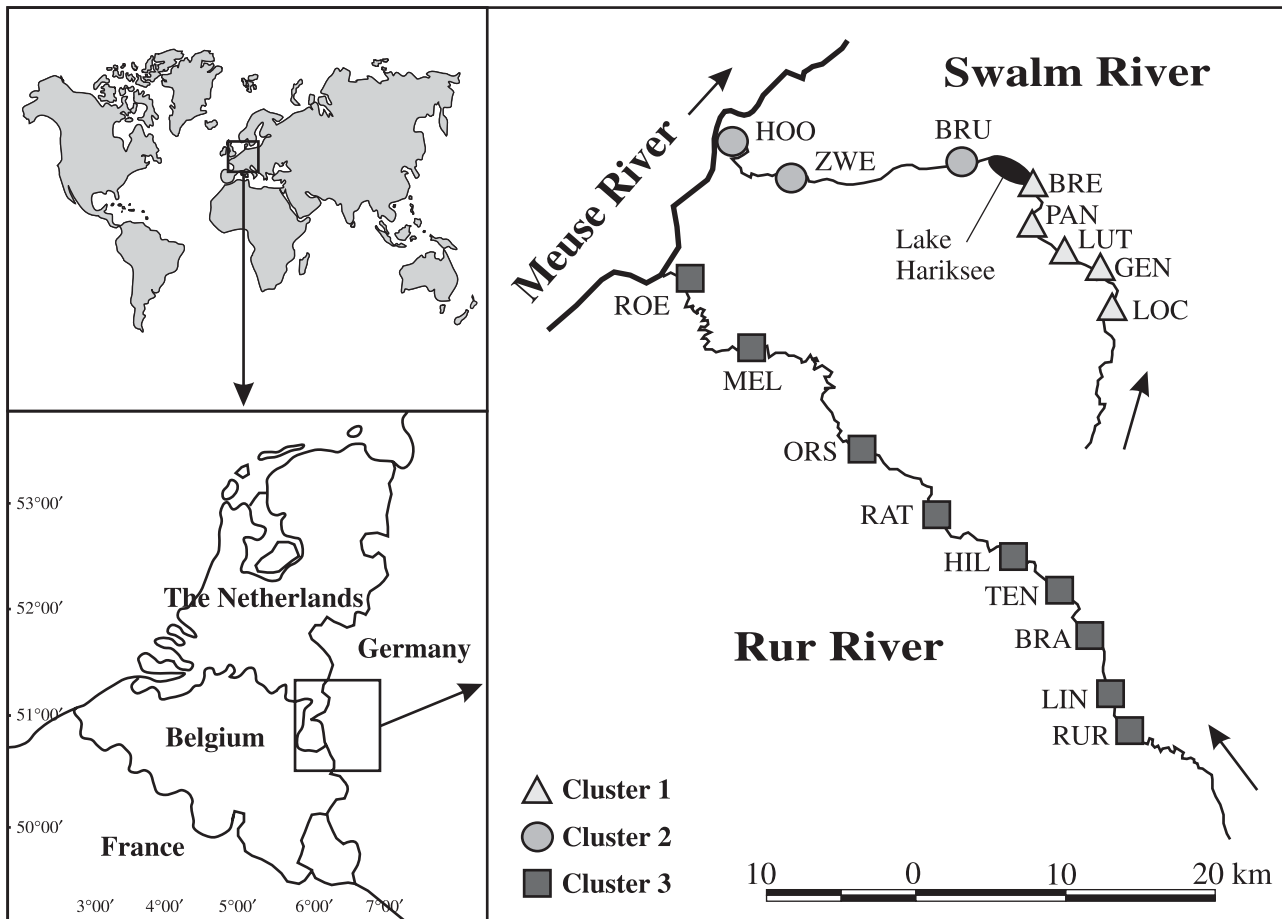 Swalm River
Meuse River
HOO
ZWE
BRU
BRE
PAN
LUT
GEN
LOC
Lake
Hariksee
ROE
MEL
ORS
RAT
HIL
TEN
BRA
LIN
RUR
Rur River
Cluster 1
Cluster 2
Cluster 3
10 0 10 20 km
53°00′
52°00′
51°00′
50°00′
The Netherlands
Germany
Belgium
France
3°00′ 4°00′ 5°00′ 6°00′ 7°00′